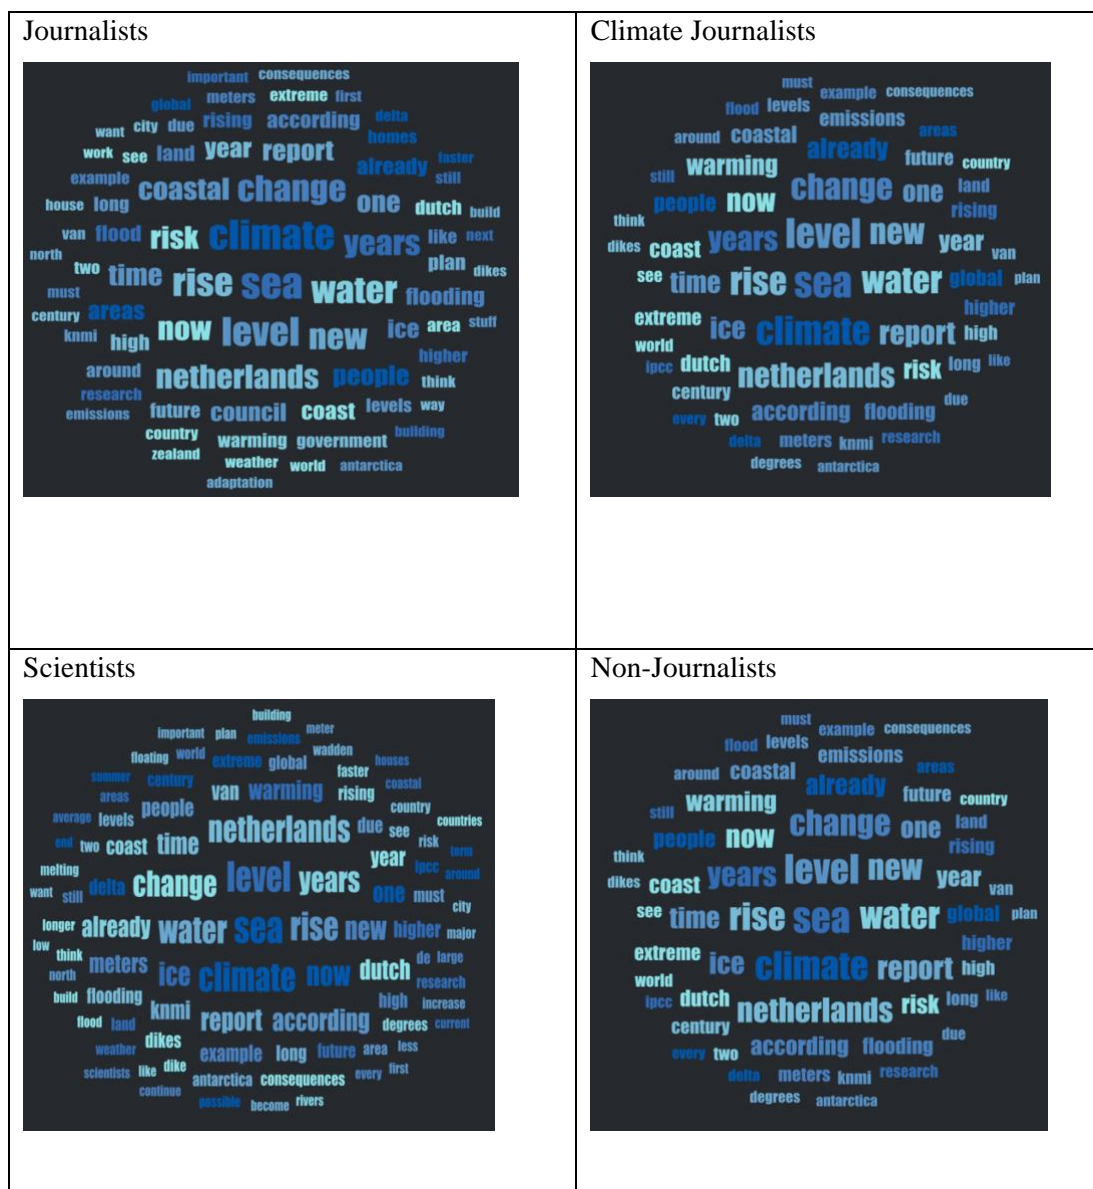 Journalists
important consequences
global meters extreme first
want city due rising according delta
homes
work see land year report already faster
example still
house long coastal change one dutch build
van flood risk climate years like next
north
two time rise sea water plan dikes
must flooding
century areas now level new ice area stuff
knmi high
higher
around netherlands people think
research
emissions future council coast levels way
country warming government building
zealand
weather world antarctica
adaptation
Climate Journalists
must example consequences
flood levels emissions
around coastal already areas
still warming future country
people now change one land
rising
think
dikes coast years level new year van
see time rise sea water global plan
higher
extreme ice climate report high
world
ipcc dutch netherlands risk long like
century
every two according flooding due
delta meters knmi research
degrees antarctica
Scientists
building
important plan emissions meter
floating world extreme global wadden
faster houses
summer century van warming rising coastal
areas people country
average levels netherlands due see countries
end two coast time risk
year ipcc term
melting around
want still delta change level years one must
city
longer already water sea rise new higher major
low
think meters ice climate now dutch de large
north research
build flooding knmi high increase
flood land report according degrees current
weather dikes example long future area less
scientists like dike antarctica consequences every first
continue
possible become rivers
Non-Journalists
must example consequences
flood levels emissions
around coastal already areas
still warming future country
people now change one land
rising
think
dikes coast years level new year van
see time rise sea water global plan
higher
extreme ice climate report high
world
ipcc dutch netherlands risk long like
century
every two according flooding due
delta meters knmi research
degrees antarctica